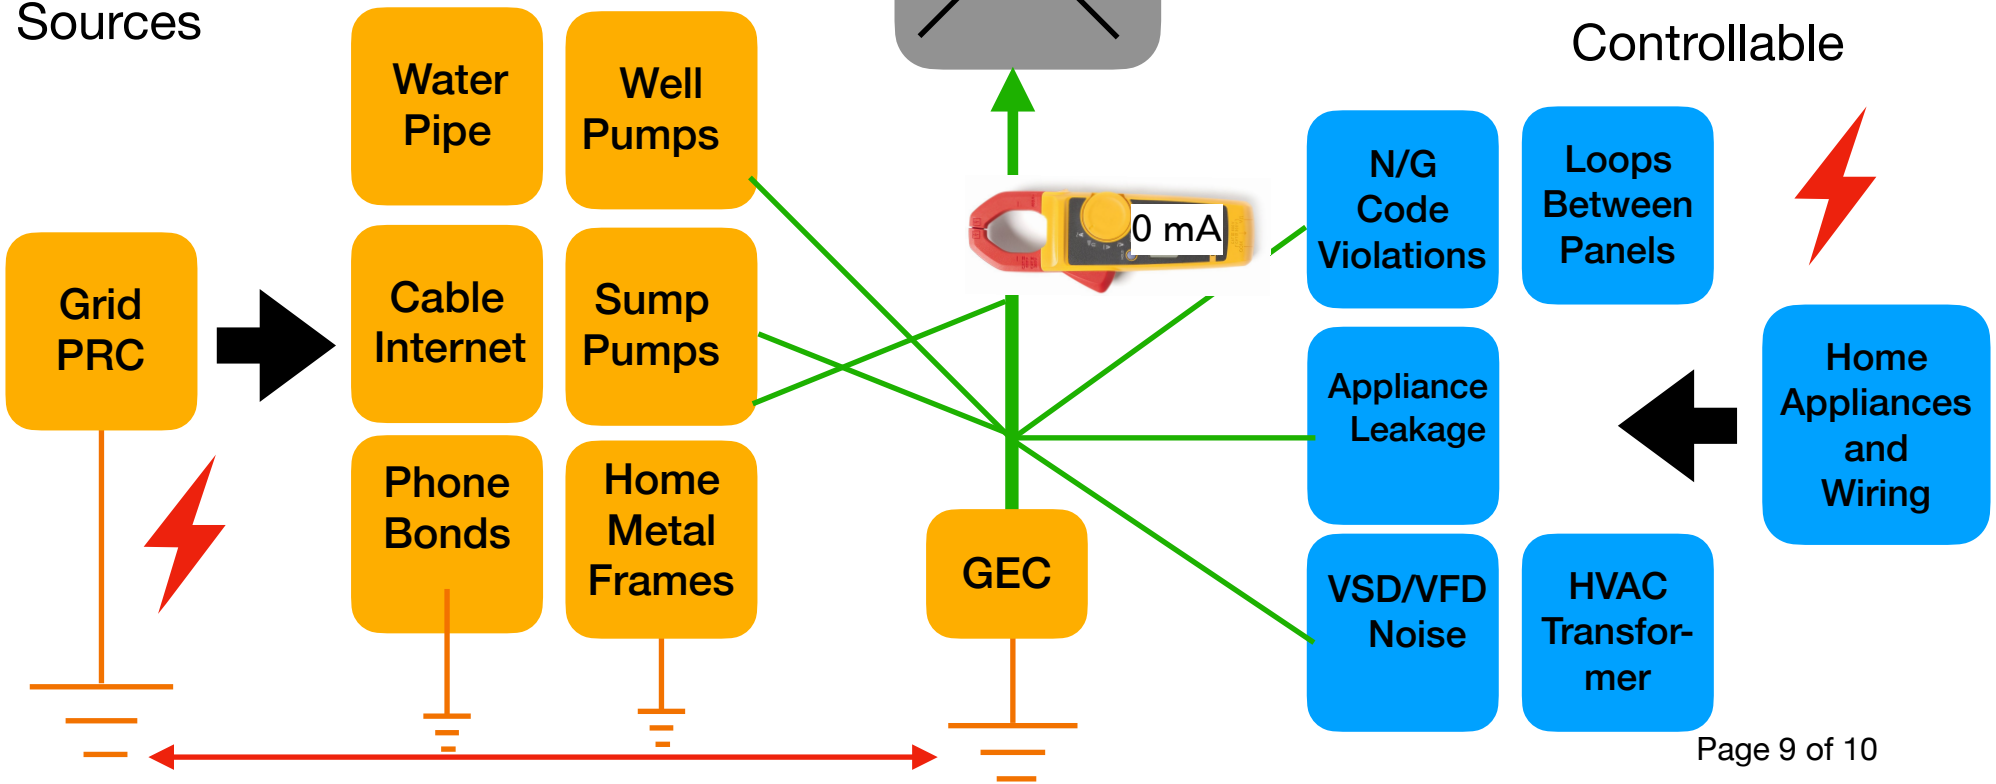 Sources
Controllable
Water
Pipe
Well
Pumps
N/G
Code
Violations
Loops
Between
Panels
0 mA
Grid
PRC
Cable
Internet
Sump
Pumps
Home
Appliances
and
Wiring
Appliance
Leakage
Phone
Bonds
Home
Metal
Frames
GEC
VSD/VFD
Noise
HVAC
Transfor-
mer
Page 9 of 10